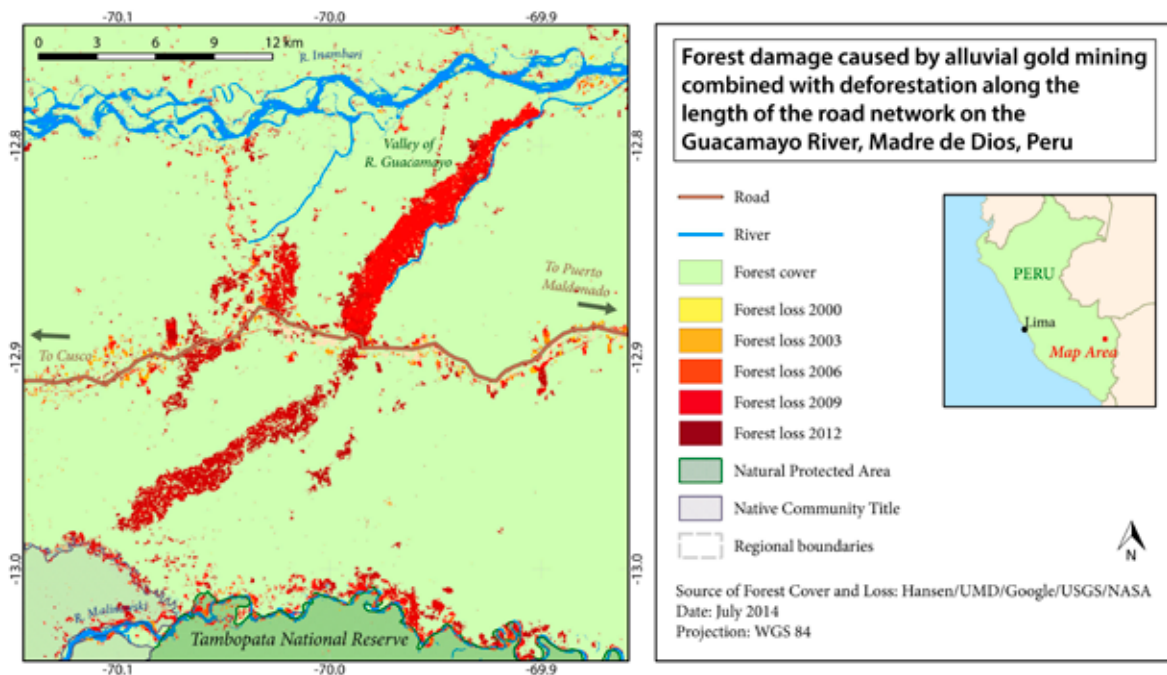 -70.1
-70.0
-69.9
0 3 6 9 12 km
R. Inambari
-12.8
-12.8
Valley of
R. Guacamayo
To Puerto
Maldonado
To Cusco
-12.9
-12.9
-13.0
-13.0
R. Malinowski
Tambopata National Reserve
-70.1
-70.0
-69.9
Forest damage caused by alluvial gold mining
combined with deforestation along the
length of the road network on the
Guacamayo River, Madre de Dios, Peru
Road
River
Forest cover
Forest loss 2000
Forest loss 2003
Forest loss 2006
Forest loss 2009
Forest loss 2012
Natural Protected Area
Native Community Title
Regional boundaries
PERU
Lima
Map Area
N
Source of Forest Cover and Loss: Hansen/UMD/Google/USGS/NASA
Date: July 2014
Projection: WGS 84